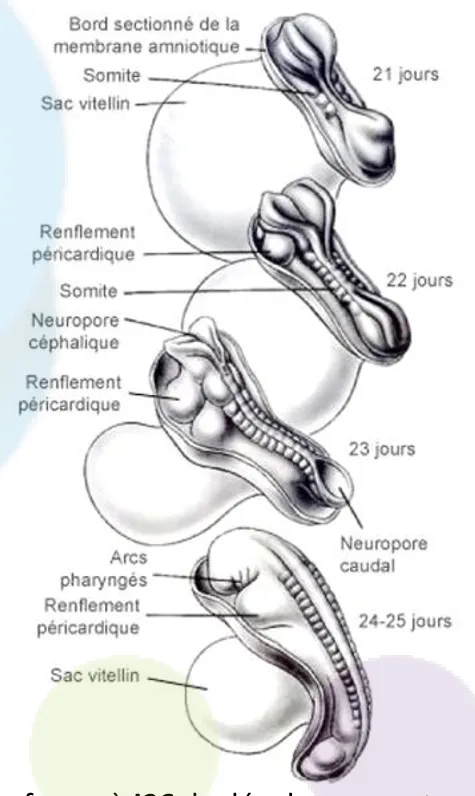 Bord sectionné de la
membrane amniotique
Somite
21 jours
Sac vitellin
Renflement
péricardique
22 jours
Somite
Neuropore
céphalique
Renflement
péricardique
23 jours
Neuropore
caudal
Arcs
pharyngés
Renflement
péricardique
24-25 jours
Sac vitellin